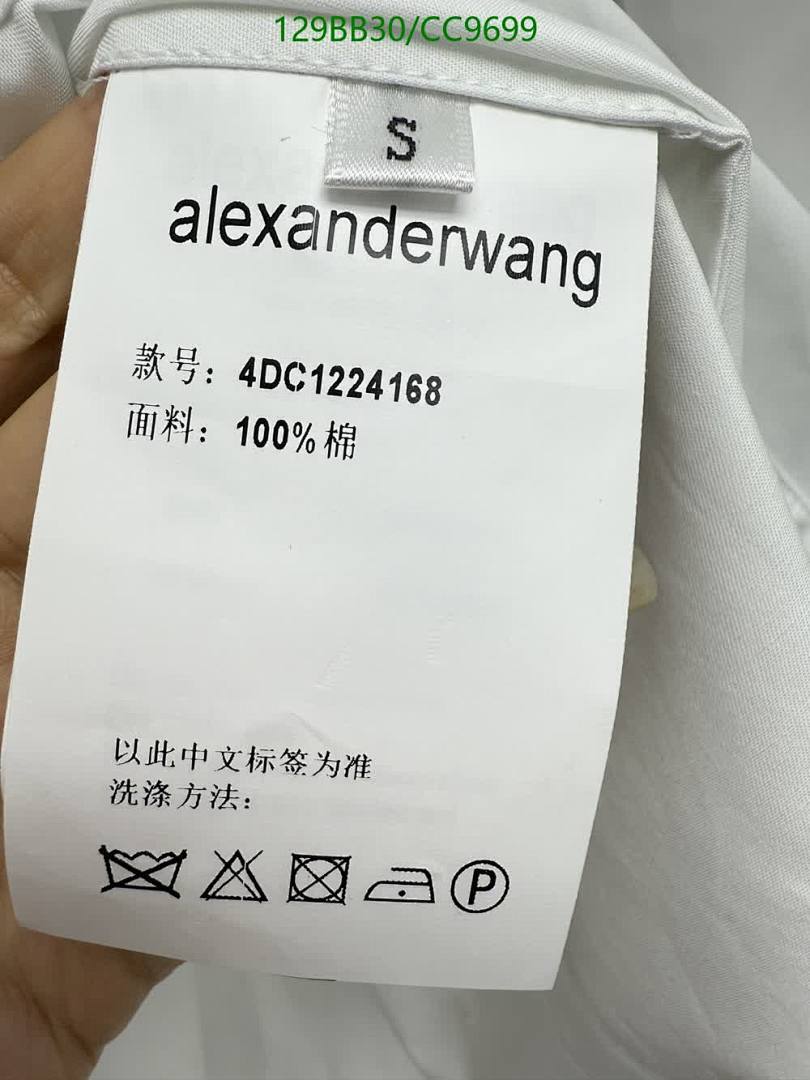 129BB30/CC9699
S
alexanderwang
款号：4DC1224168
面料：100%棉
以此中文标签为准
洗涤方法：
P